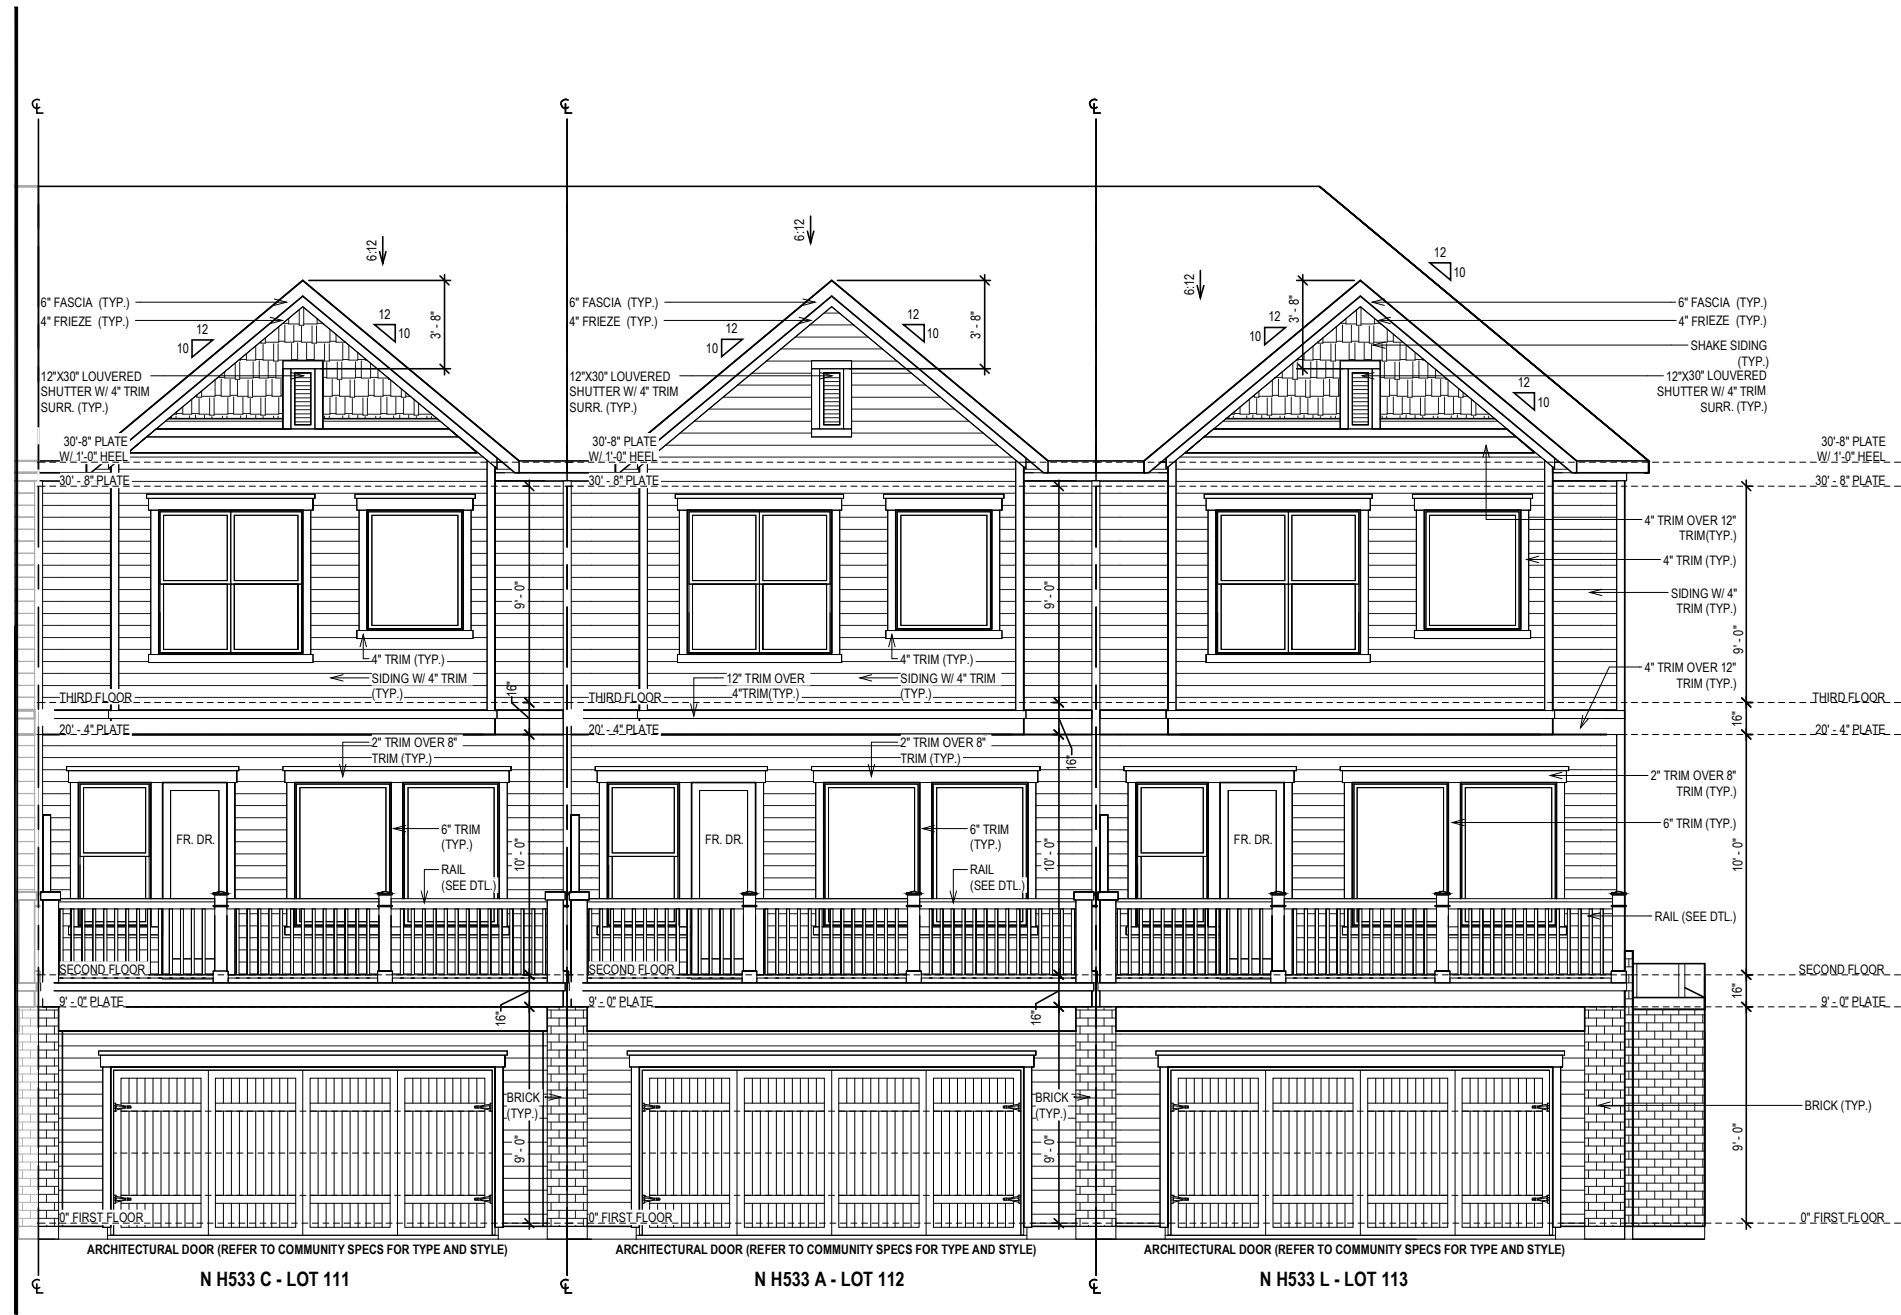 ℄
℄
℄
6:12
6" FASCIA (TYP.)
4" FRIEZE (TYP.)
12
10
12
10
3' - 8"
12"X30" LOUVERED
SHUTTER W/ 4" TRIM
SURR. (TYP.)
30'-8" PLATE
W/ 1'-0" HEEL
30' - 8" PLATE
9' - 0"
4" TRIM (TYP.)
SIDING W/ 4" TRIM
(TYP.)
16"
THIRD FLOOR
20' - 4" PLATE
2" TRIM OVER 8"
TRIM (TYP.)
FR. DR.
6" TRIM
(TYP.)
10' - 0"
RAIL
(SEE DTL.)
SECOND FLOOR
9' - 0" PLATE
16"
BRICK
(TYP.)
9' - 0"
0" FIRST FLOOR
ARCHITECTURAL DOOR (REFER TO COMMUNITY SPECS FOR TYPE AND STYLE)
N H533 C - LOT 111
6:12
6" FASCIA (TYP.)
4" FRIEZE (TYP.)
12
10
12
10
3' - 8"
12"X30" LOUVERED
SHUTTER W/ 4" TRIM
SURR. (TYP.)
30'-8" PLATE
W/ 1'-0" HEEL
30' - 8" PLATE
9' - 0"
4" TRIM (TYP.)
12" TRIM OVER
4"TRIM(TYP.)
SIDING W/ 4" TRIM
(TYP.)
THIRD FLOOR
20' - 4" PLATE
16"
2" TRIM OVER 8"
TRIM (TYP.)
FR. DR.
6" TRIM
(TYP.)
10' - 0"
RAIL
(SEE DTL.)
SECOND FLOOR
9' - 0" PLATE
16"
BRICK
(TYP.)
9' - 0"
0" FIRST FLOOR
ARCHITECTURAL DOOR (REFER TO COMMUNITY SPECS FOR TYPE AND STYLE)
N H533 A - LOT 112
6:12
12
10
3' - 8"
12
10
12
10
6" FASCIA (TYP.)
4" FRIEZE (TYP.)
SHAKE SIDING
(TYP.)
12"X30" LOUVERED
SHUTTER W/ 4" TRIM
SURR. (TYP.)
30'-8" PLATE
W/ 1'-0" HEEL
30' - 8" PLATE
4" TRIM OVER 12"
TRIM(TYP.)
4" TRIM (TYP.)
SIDING W/ 4"
TRIM (TYP.)
9' - 0"
4" TRIM OVER 12"
TRIM (TYP.)
THIRD FLOOR
16"
20' - 4" PLATE
2" TRIM OVER 8"
TRIM (TYP.)
6" TRIM (TYP.)
FR. DR.
10' - 0"
RAIL (SEE DTL.)
SECOND FLOOR
16"
9' - 0" PLATE
BRICK (TYP.)
9' - 0"
0" FIRST FLOOR
ARCHITECTURAL DOOR (REFER TO COMMUNITY SPECS FOR TYPE AND STYLE)
N H533 L - LOT 113
℄
℄
℄